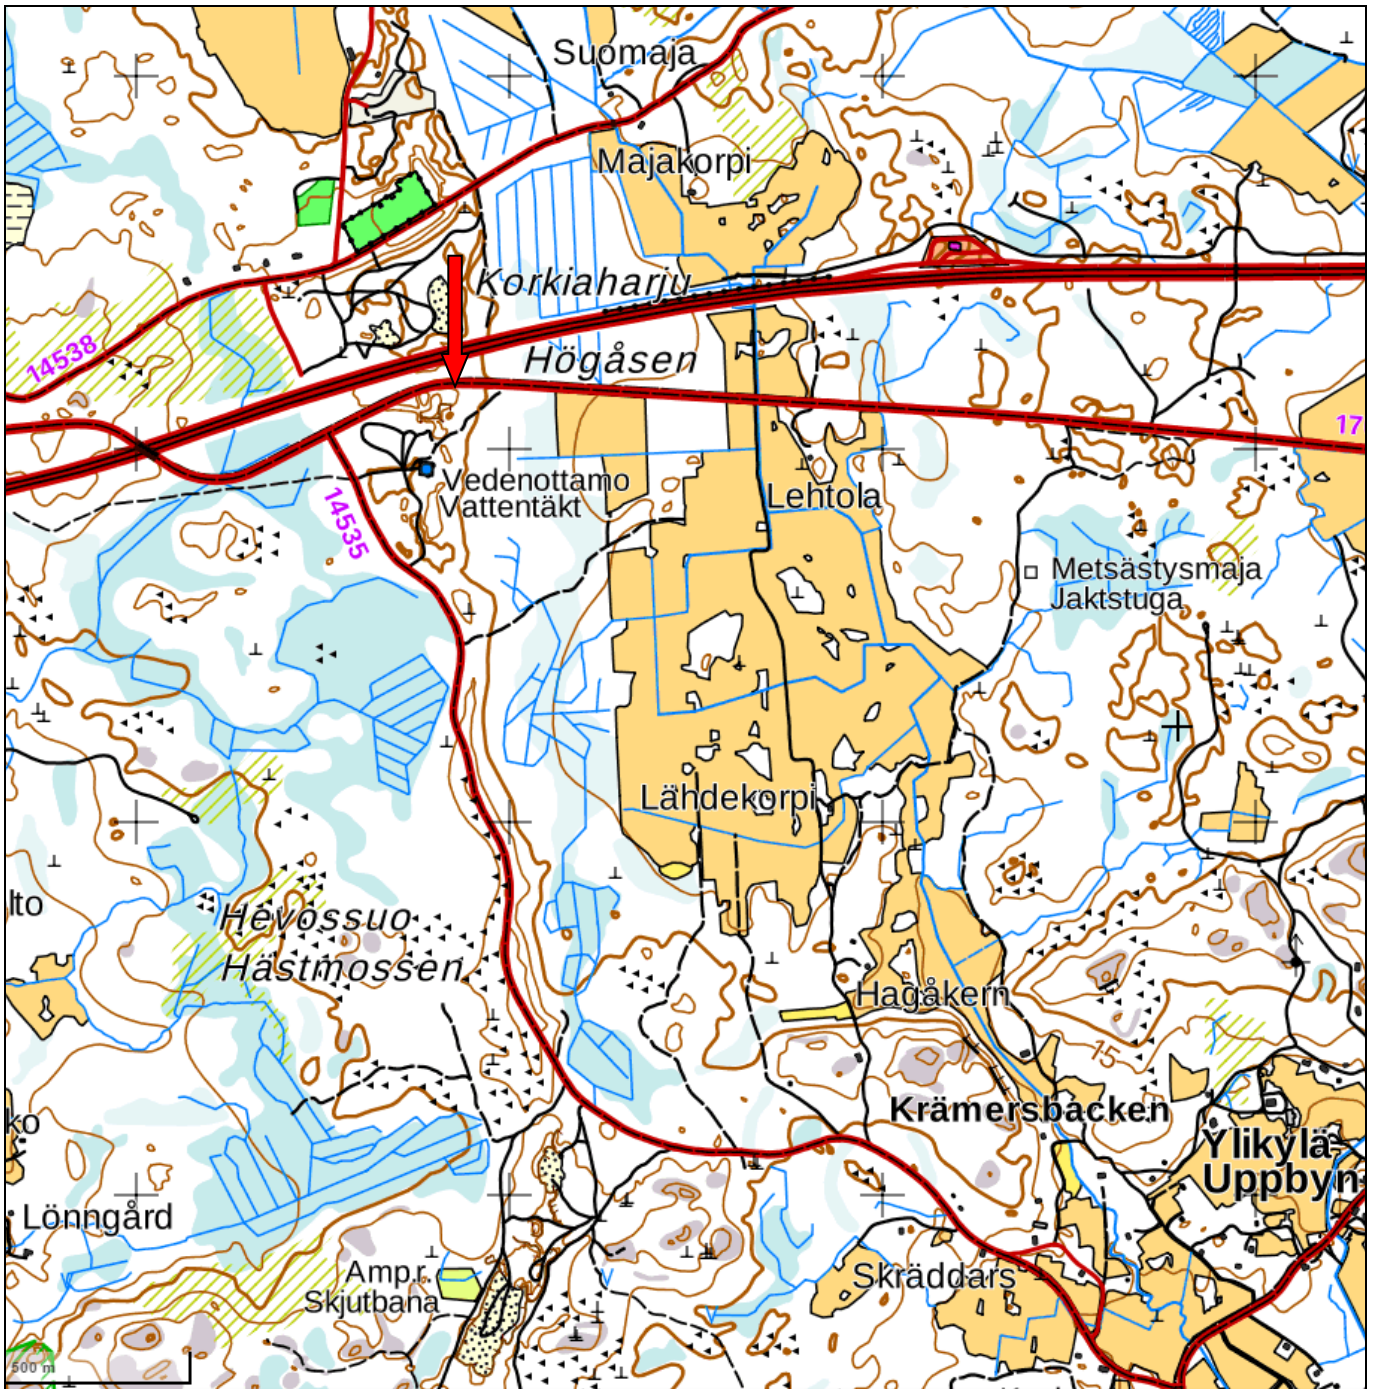 Suomaja
Majakorpi
Korkiaharju
Högåsen
14538
17
Vedenottamo
Vattentäkt
Lehtola
14535
Metsästysmaja
Jaktstuga
Lähdekorpi
lto
Hevossuo
Hästmossen
Hagåkern
15
ko
Krämersbacken
Ylikylä
Uppbyn
Lönngård
Amp.r.
Skjutbana
Skräddars
500 m